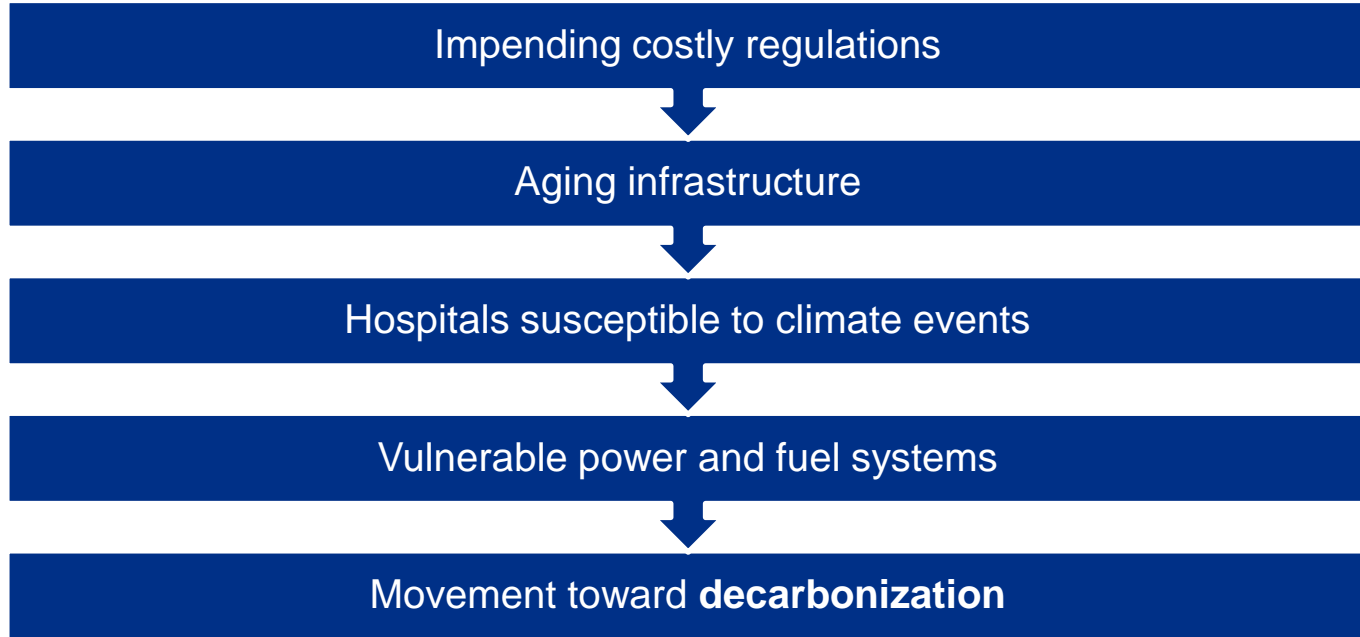 Impending costly regulations
Aging infrastructure
Hospitals susceptible to climate events
Vulnerable power and fuel systems
Movement toward decarbonization